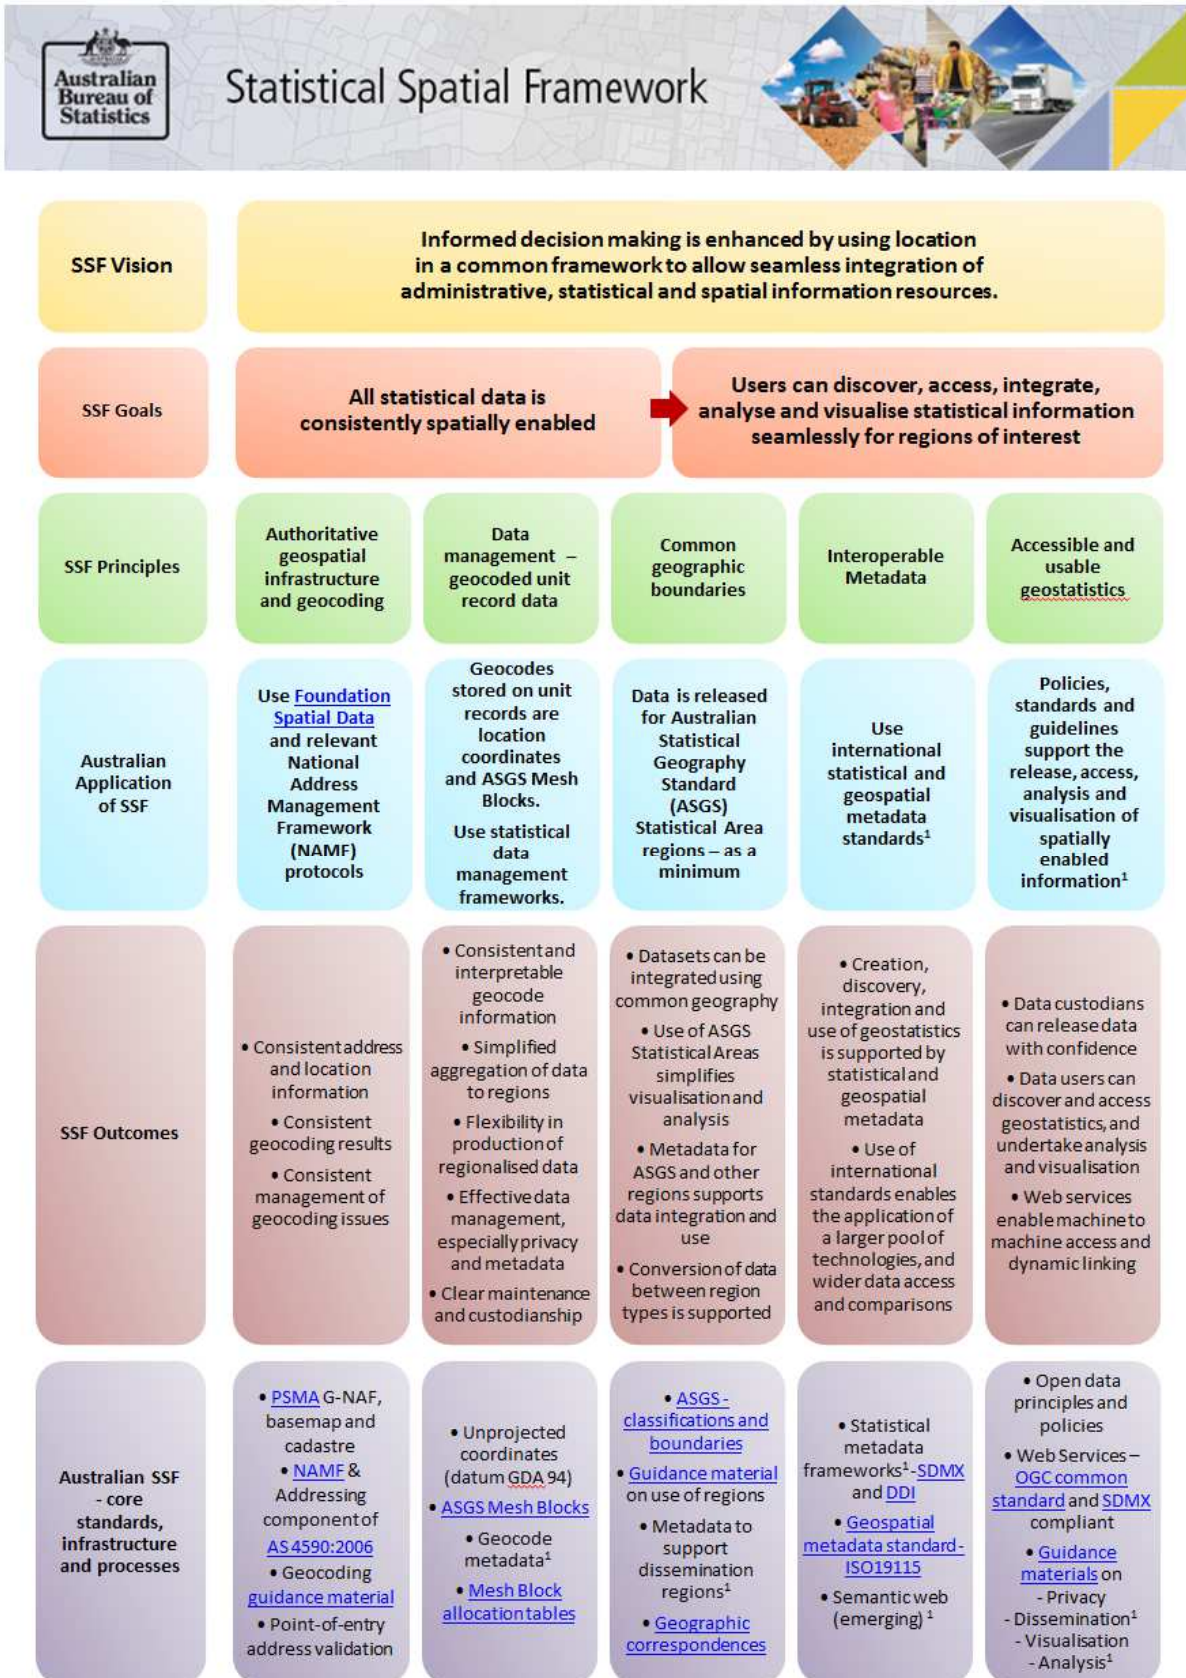 Australian
Bureau of
Statistics
Statistical Spatial Framework
SSF Vision
Informed decision making is enhanced by using location
in a common framework to allow seamless integration of
administrative, statistical and spatial information resources.
SSF Goals
All statistical data is
consistently spatially enabled
Users can discover, access, integrate,
analyse and visualise statistical information
seamlessly for regions of interest
SSF Principles
Authoritative
geospatial
infrastructure
and geocoding
Data
management –
geocoded unit
record data
Common
geographic
boundaries
Interoperable
Metadata
Accessible and
usable
geostatistics
Australian
Application
of SSF
Use Foundation
Spatial Data
and relevant
National
Address
Management
Framework
(NAMF)
protocols
Geocodes
stored on unit
records are
location
coordinates
and ASGS Mesh
Blocks.
Use statistical
data
management
frameworks.
Data is released
for Australian
Statistical
Geography
Standard
(ASGS)
Statistical Area
regions – as a
minimum
Use
international
statistical and
geospatial
metadata
standards¹
Policies,
standards and
guidelines
support the
release, access,
analysis and
visualisation of
spatially
enabled
information¹
SSF Outcomes
• Consistent address
and location
information
• Consistent
geocoding results
• Consistent
management of
geocoding issues
• Consistent and
interpretable
geocode
information
• Simplified
aggregation of data
to regions
• Flexibility in
production of
regionalised data
• Effective data
management,
especially privacy
and metadata
• Clear maintenance
and custodianship
• Datasets can be
integrated using
common geography
• Use of ASGS
Statistical Areas
simplifies
visualisation and
analysis
• Metadata for
ASGS and other
regions supports
data integration and
use
• Conversion of data
between region
types is supported
• Creation,
discovery,
integration and
use of geostatistics
is supported by
statistical and
geospatial
metadata
• Use of
international
standards enables
the application of
a larger pool of
technologies, and
wider data access
and comparisons
• Data custodians
can release data
with confidence
• Data users can
discover and access
geostatistics, and
undertake analysis
and visualisation
• Web services
enable machine to
machine access and
dynamic linking
Australian SSF
- core
standards,
infrastructure
and processes
• PSMA G-NAF,
basemap and
cadastre
• NAMF &
Addressing
component of
AS 4590:2006
• Geocoding
guidance material
• Point-of-entry
address validation
• Unprojected
coordinates
(datum GDA 94)
• ASGS Mesh Blocks
• Geocode
metadata¹
• Mesh Block
allocation tables
• ASGS -
classifications and
boundaries
• Guidance material
on use of regions
• Metadata to
support
dissemination
regions¹
• Geographic
correspondences
• Statistical
metadata
frameworks¹- SDMX
and DDI
• Geospatial
metadata standard-
ISO19115
• Semantic web
(emerging) ¹
• Open data
principles and
policies
• Web Services –
OGC common
standard and SDMX
compliant
• Guidance
materials on
- Privacy
- Dissemination¹
- Visualisation
- Analysis¹